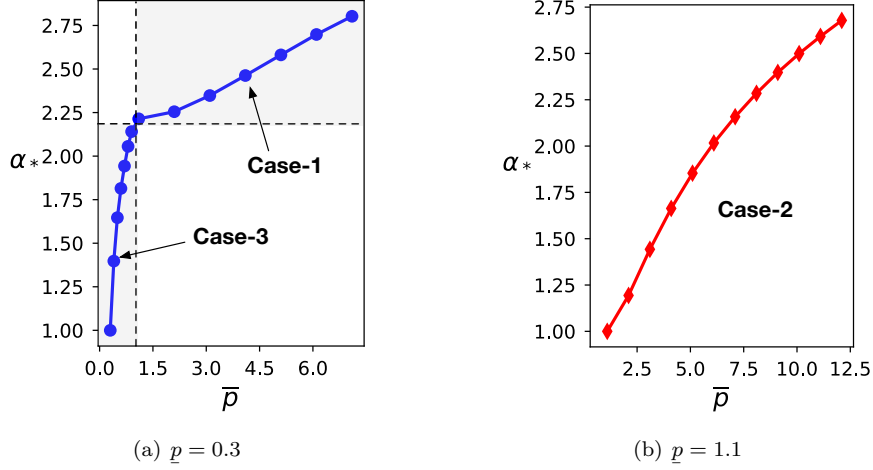 2.75
2.50
2.25
2.00
1.75
1.50
1.25
1.00
α*
Case-1
Case-3
0.0 1.5 3.0 4.5 6.0
p̅
(a) p̲ = 0.3
2.75
2.50
2.25
2.00
1.75
1.50
1.25
1.00
α*
Case-2
2.5 5.0 7.5 10.0 12.5
p̅
(b) p̲ = 1.1